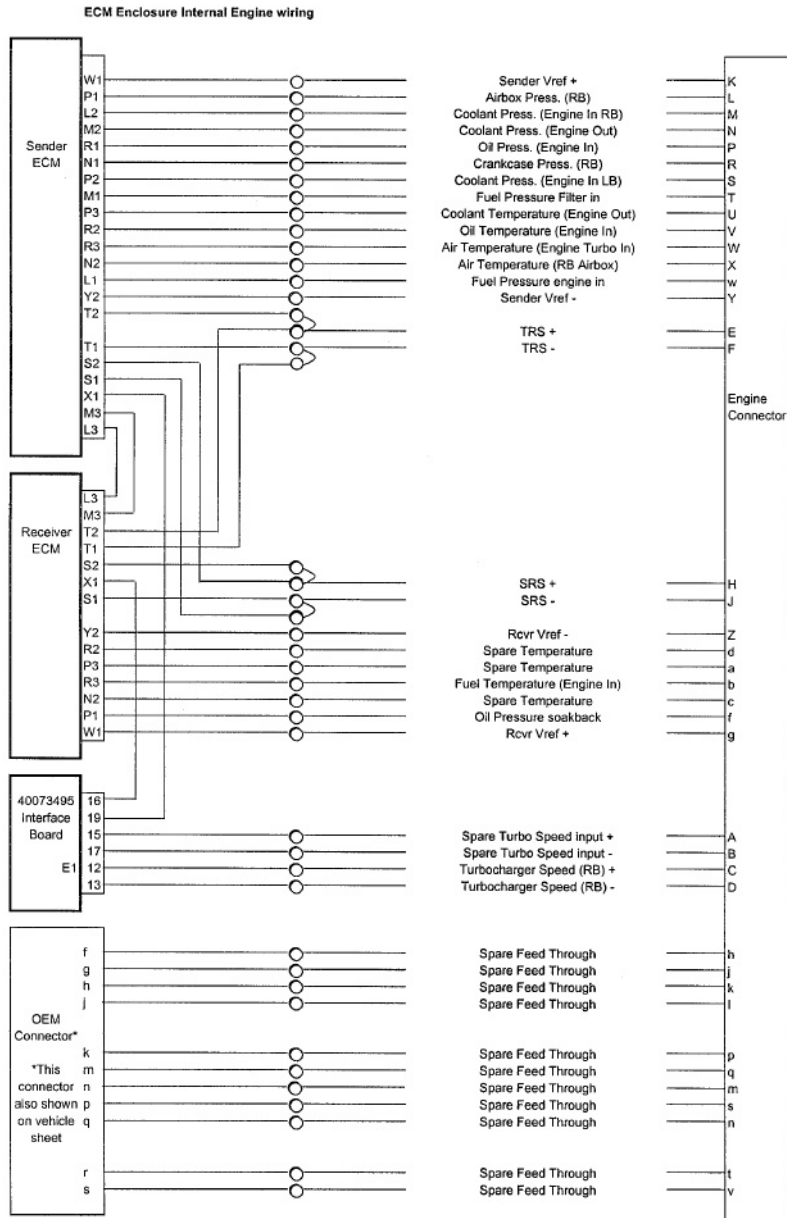 ECM Enclosure Internal Engine wiring
W1 Sender Vref + K
P1 Airbox Press. (RB) L
L2 Coolant Press. (Engine In RB) M
M2 Coolant Press. (Engine Out) N
Sender
ECM
R1 Oil Press. (Engine In) P
N1 Crankcase Press. (RB) R
P2 Coolant Press. (Engine In LB) S
M1 Fuel Pressure Filter in T
P3 Coolant Temperature (Engine Out) U
R2 Oil Temperature (Engine In) V
R3 Air Temperature (Engine Turbo In) W
N2 Air Temperature (RB Airbox) X
L1 Fuel Pressure engine in w
Y2 Sender Vref - Y
T2
TRS + E
T1 TRS - F
S2
S1
X1
M3
L3
Engine
Connector
L3
M3
Receiver
ECM
T2
T1
S2
X1 SRS + H
S1 SRS - J
Y2 Rcvr Vref - Z
R2 Spare Temperature d
P3 Spare Temperature a
R3 Fuel Temperature (Engine In) b
N2 Spare Temperature c
P1 Oil Pressure soakback f
W1 Rcvr Vref + g
40073495
Interface
Board
16
19
15 Spare Turbo Speed input + A
17 Spare Turbo Speed input - B
E1 12 Turbocharger Speed (RB) + C
13 Turbocharger Speed (RB) - D
f Spare Feed Through h
g Spare Feed Through j
h Spare Feed Through k
j Spare Feed Through l
OEM
Connector*
*This
connector
also shown
on vehicle
sheet
k Spare Feed Through p
m Spare Feed Through q
n Spare Feed Through m
p Spare Feed Through s
q Spare Feed Through n
r Spare Feed Through t
s Spare Feed Through v